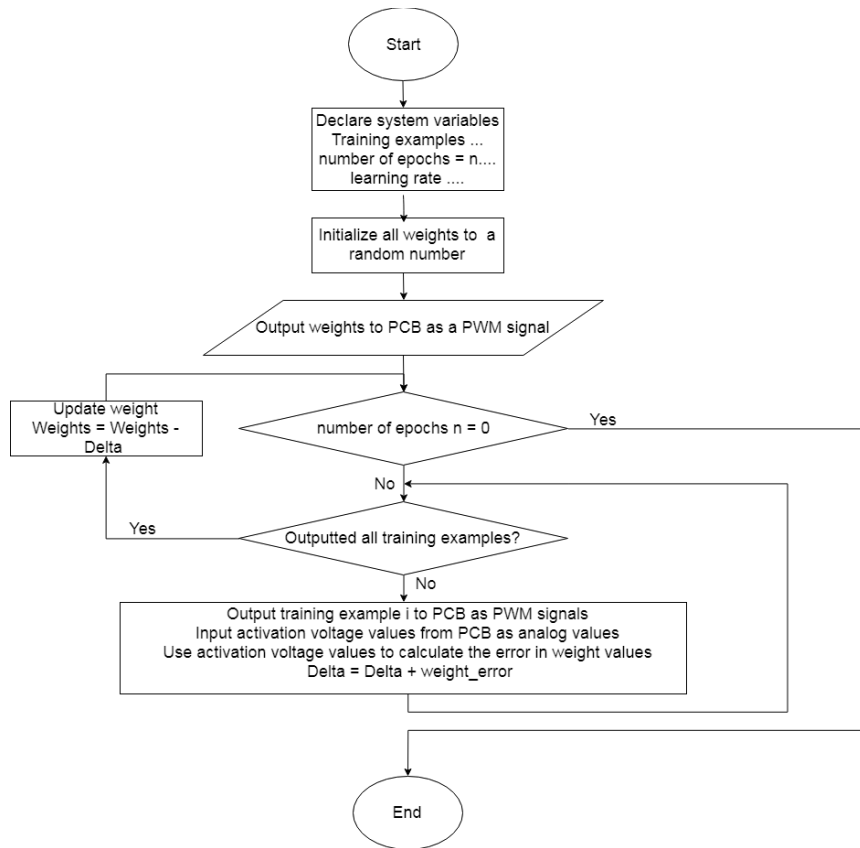 Start
Declare system variables
Training examples ...
number of epochs = n....
learning rate ....
Initialize all weights to a
random number
Output weights to PCB as a PWM signal
Update weight
Weights = Weights -
Delta
number of epochs n = 0
Yes
No
Yes
Outputted all training examples?
No
Output training example i to PCB as PWM signals
Input activation voltage values from PCB as analog values
Use activation voltage values to calculate the error in weight values
Delta = Delta + weight_error
End